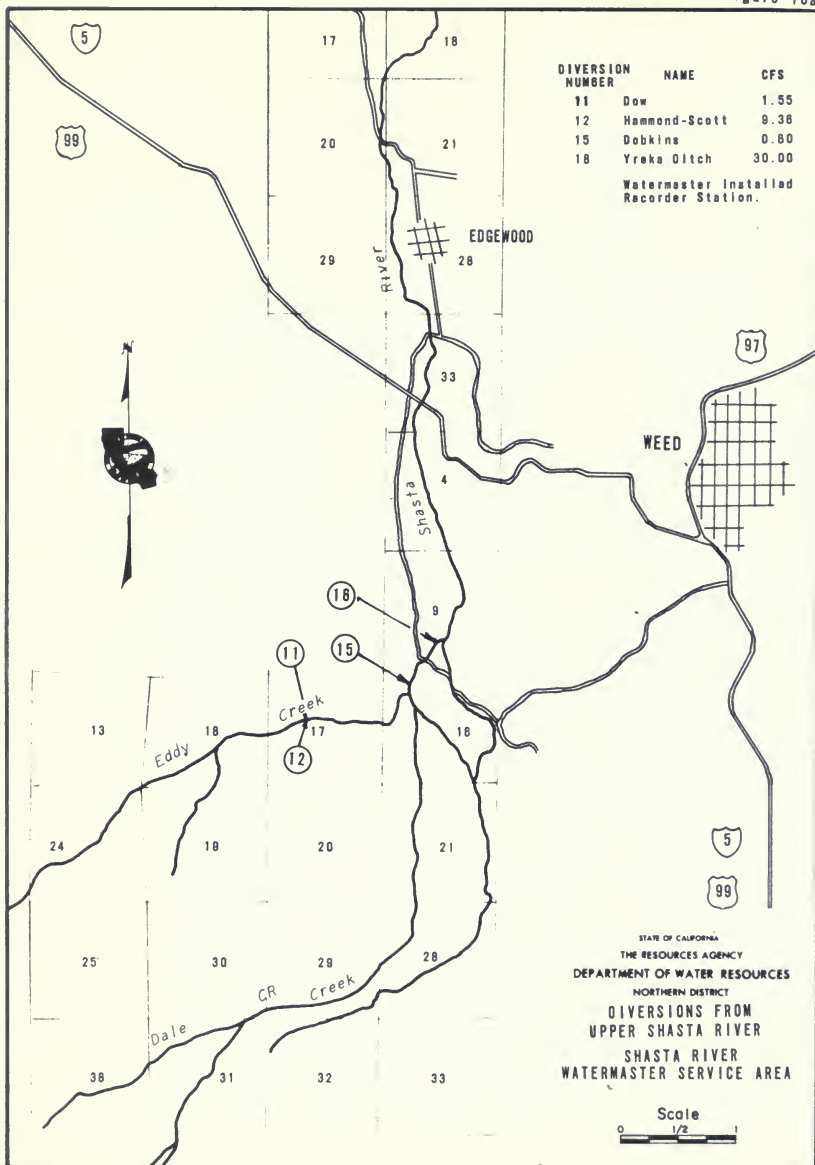 5
99
17
18
DIVERSION NUMBER NAME CFS
11 Dow 1.55
12 Hammond-Scott 9.36
15 Dobkins 0.80
18 Yreka Ditch 30.00
Watermaster Installed
Recorder Station.
20
21
EDGEWOOD
29
28
River
N
33
97
WEED
4
Shasta
9
18
15
11
13
18
Creek
17
16
Eddy
12
24
19
20
21
5
99
25
30
29
28
GR
Creek
Dale
36
31
32
33
STATE OF CALIFORNIA
THE RESOURCES AGENCY
DEPARTMENT OF WATER RESOURCES
NORTHERN DISTRICT
DIVERSIONS FROM
UPPER SHASTA RIVER
SHASTA RIVER
WATERMASTER SERVICE AREA
Scale
0 1/2 1